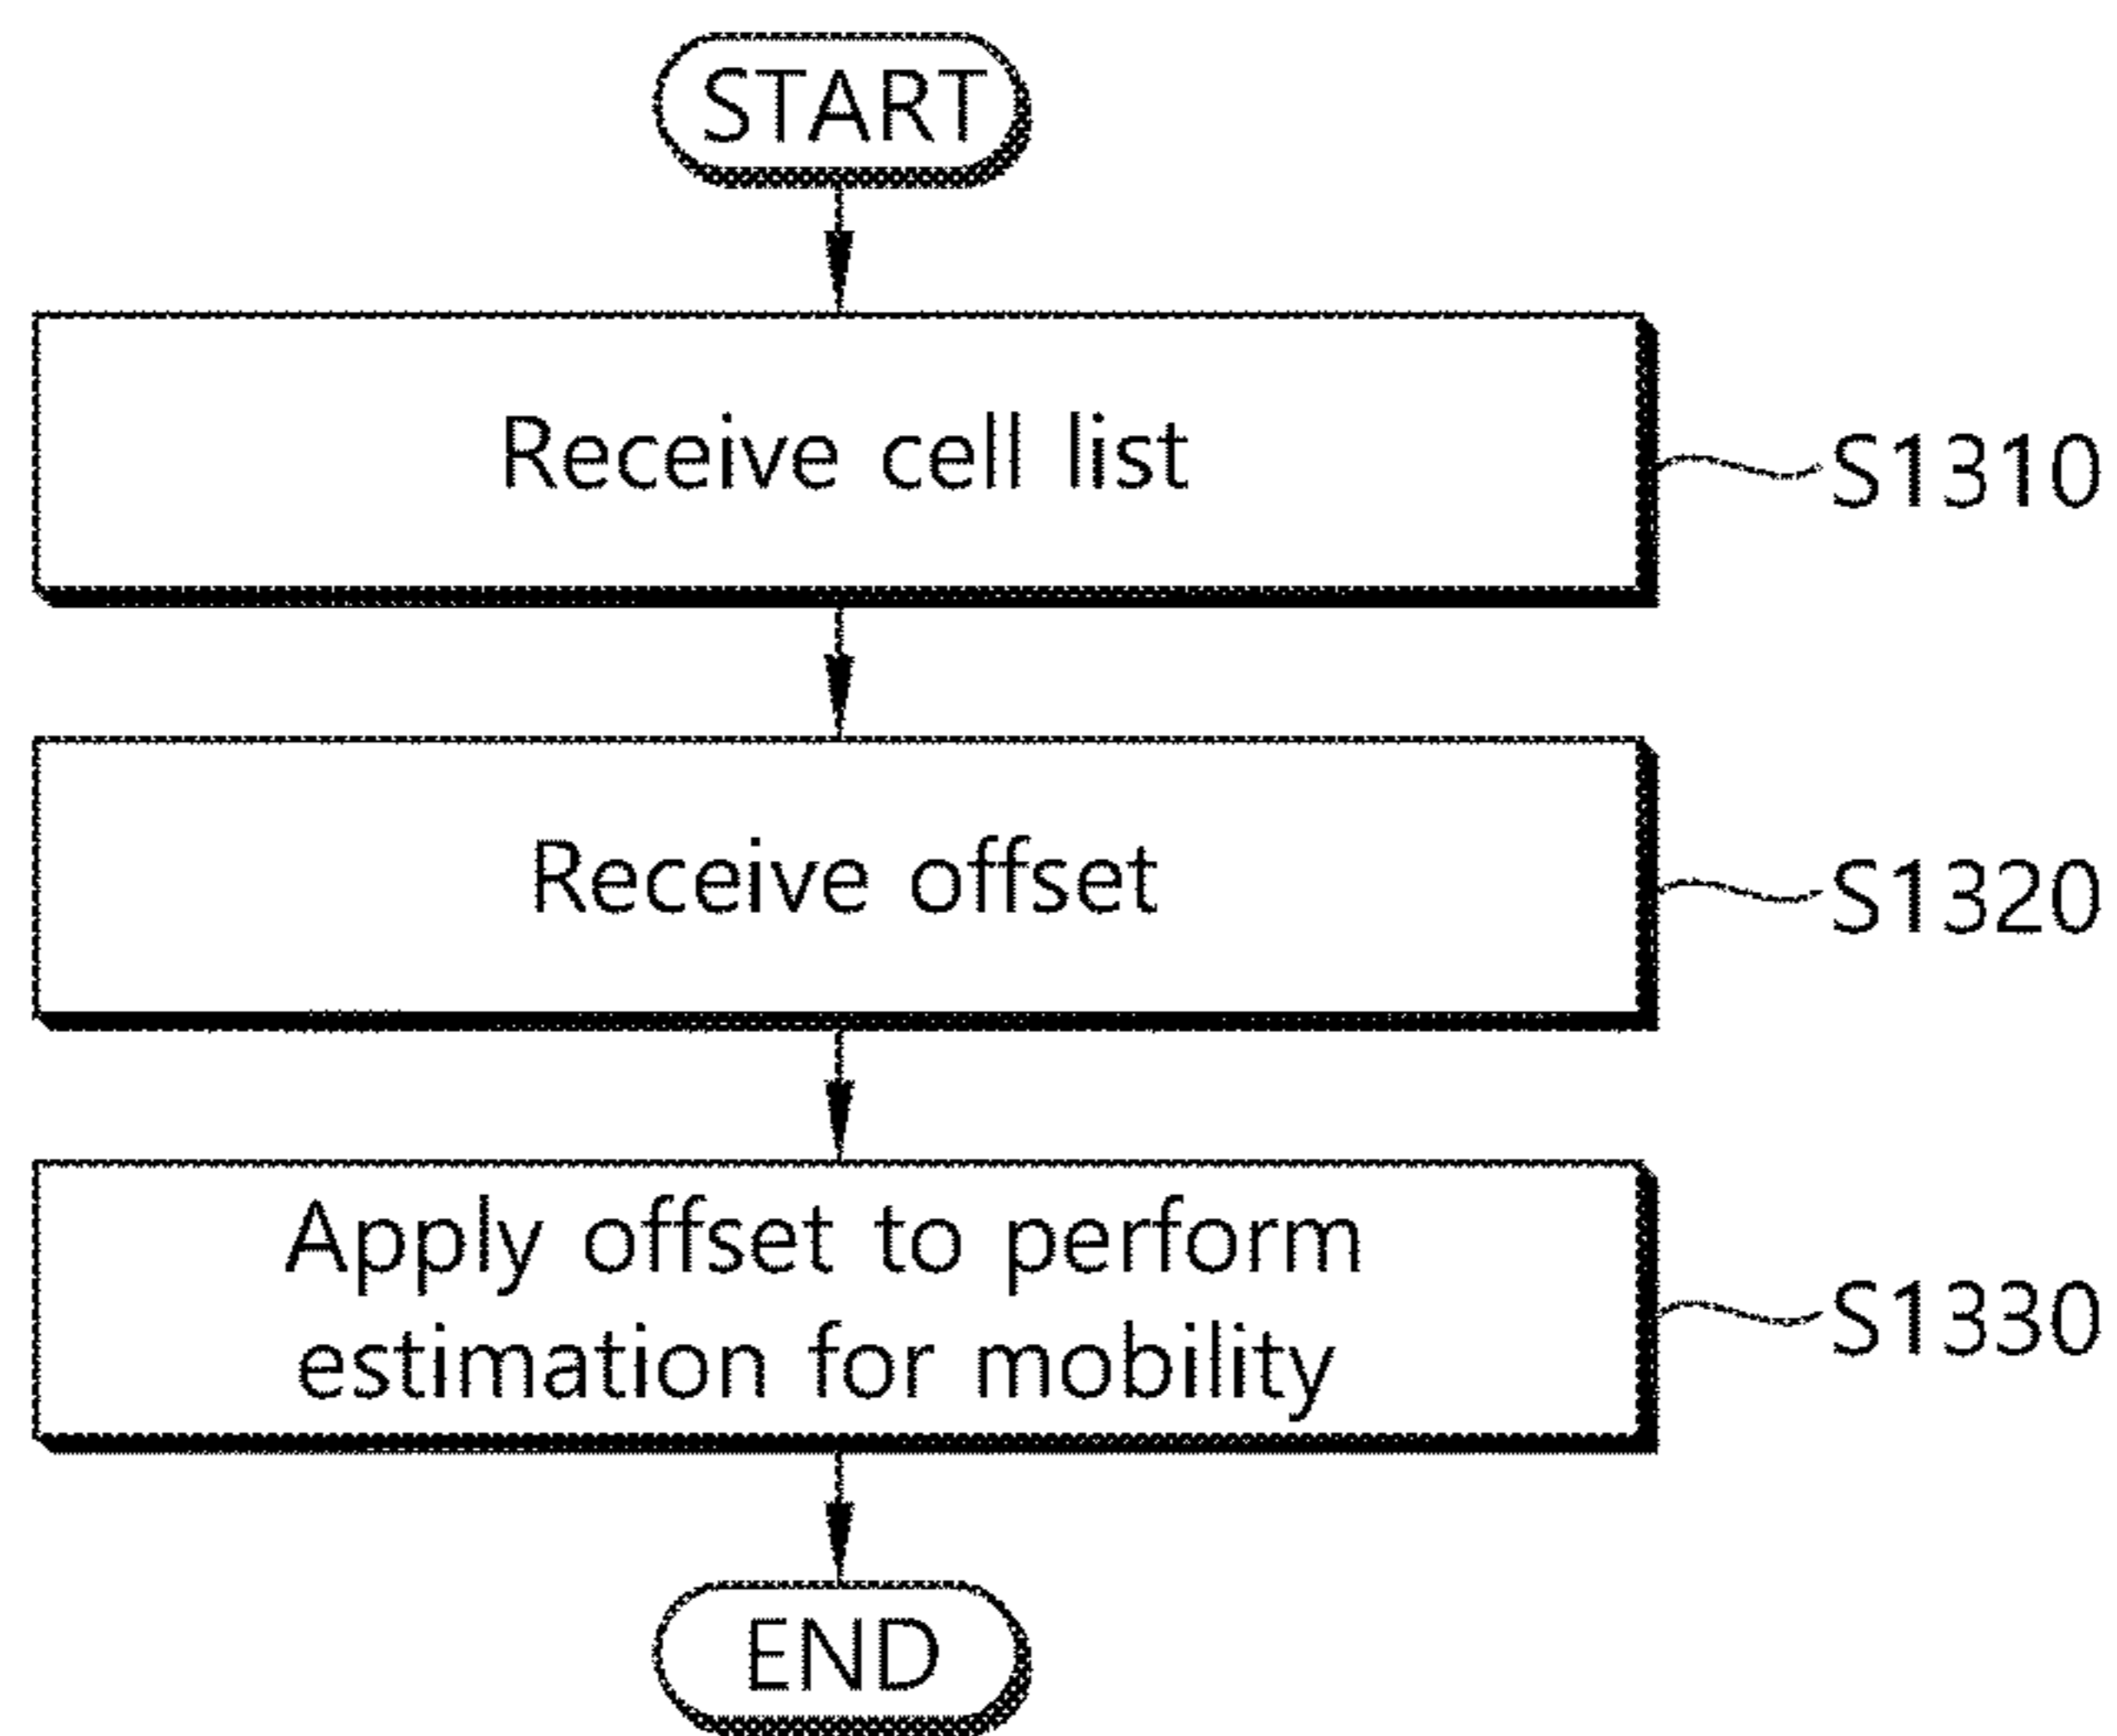 START
Receive cell list
S1310
Receive offset
S1320
Apply offset to perform
estimation for mobility
S1330
END